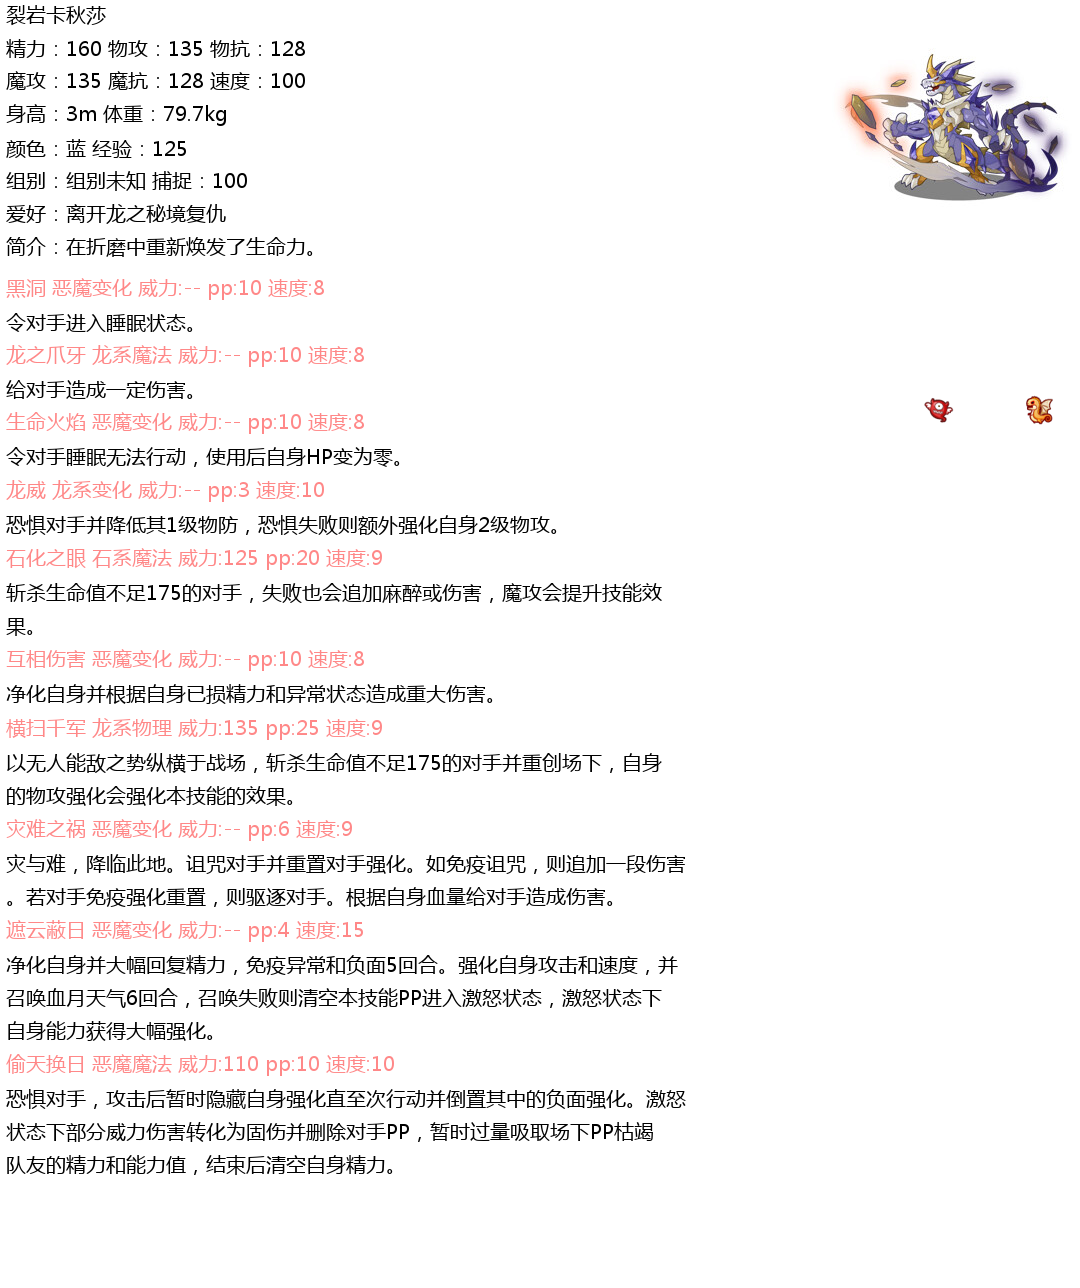 裂岩卡秋莎
精力：160 物攻：135 物抗：128
魔攻：135 魔抗：128 速度：100
身高：3m 体重：79.7kg
颜色：蓝 经验：125
组别：组别未知 捕捉：100
爱好：离开龙之秘境复仇
简介：在折磨中重新焕发了生命力。
黑洞 恶魔变化 威力:-- pp:10 速度:8
令对手进入睡眠状态。
龙之爪牙 龙系魔法 威力:-- pp:10 速度:8
给对手造成一定伤害。
生命火焰 恶魔变化 威力:-- pp:10 速度:8
令对手睡眠无法行动，使用后自身HP变为零。
龙威 龙系变化 威力:-- pp:3 速度:10
恐惧对手并降低其1级物防，恐惧失败则额外强化自身2级物攻。
石化之眼 石系魔法 威力:125 pp:20 速度:9
斩杀生命值不足175的对手，失败也会追加麻醉或伤害，魔攻会提升技能效
果。
互相伤害 恶魔变化 威力:-- pp:10 速度:8
净化自身并根据自身已损精力和异常状态造成重大伤害。
横扫千军 龙系物理 威力:135 pp:25 速度:9
以无人能敌之势纵横于战场，斩杀生命值不足175的对手并重创场下，自身
的物攻强化会强化本技能的效果。
灾难之祸 恶魔变化 威力:-- pp:6 速度:9
灾与难，降临此地。诅咒对手并重置对手强化。如免疫诅咒，则追加一段伤害
。若对手免疫强化重置，则驱逐对手。根据自身血量给对手造成伤害。
遮云蔽日 恶魔变化 威力:-- pp:4 速度:15
净化自身并大幅回复精力，免疫异常和负面5回合。强化自身攻击和速度，并
召唤血月天气6回合，召唤失败则清空本技能PP进入激怒状态，激怒状态下
自身能力获得大幅强化。
偷天换日 恶魔魔法 威力:110 pp:10 速度:10
恐惧对手，攻击后暂时隐藏自身强化直至次行动并倒置其中的负面强化。激怒
状态下部分威力伤害转化为固伤并删除对手PP，暂时过量吸取场下PP枯竭
队友的精力和能力值，结束后清空自身精力。